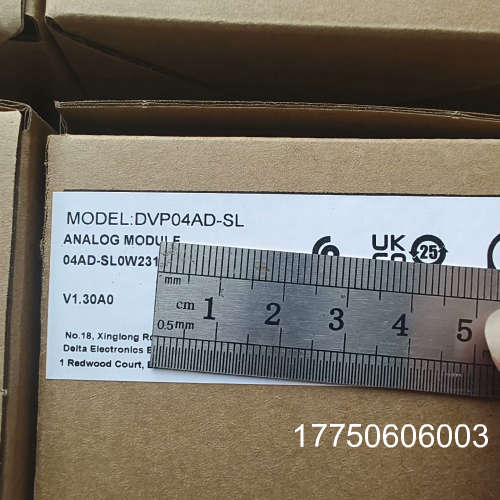 MODEL:DVP04AD-SL
ANALOG MODULE
04AD-SL0W231
UK
25
V1.30A0
mm
cm
1 2 3 4 5
0.5mm
No.18, Xinglong
Delta Electronics
1 Redwood Court,
17750606003